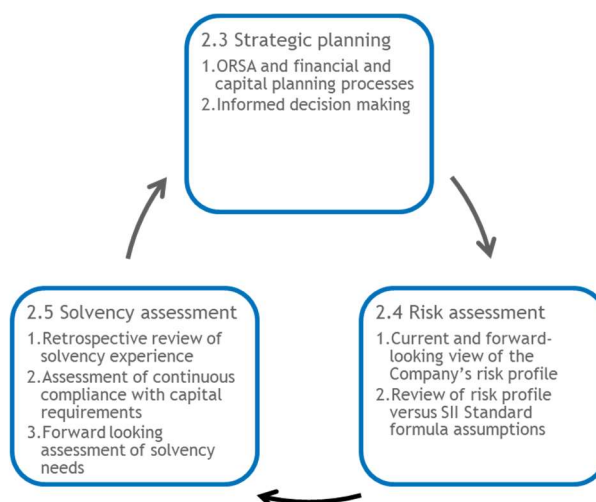 2.3 Strategic planning
1.ORSA and financial and
capital planning processes
2.Informed decision making
2.5 Solvency assessment
1.Retrospective review of
solvency experience
2.Assessment of continuous
compliance with capital
requirements
3.Forward looking
assessment of solvency
needs
2.4 Risk assessment
1.Current and forward-
looking view of the
Company’s risk profile
2.Review of risk profile
versus SII Standard
formula assumptions